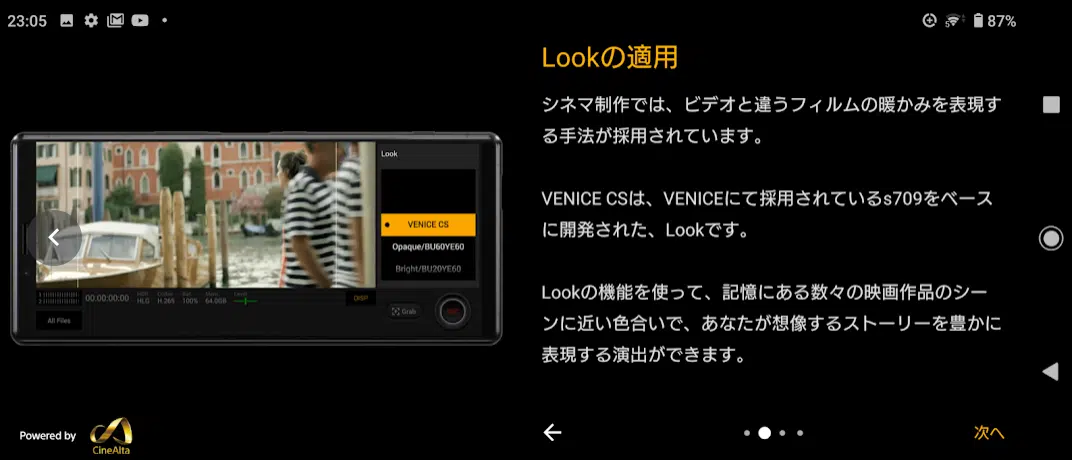 23:05
87%
Lookの適用
シネマ制作では、ビデオと違うフィルムの暖かみを表現す
る手法が採用されています。
VENICE CSは、VENICEにて採用されているs709をベース
に開発された、Lookです。
Lookの機能を使って、記憶にある数々の映画作品のシー
ンに近い色合いで、あなたが想像するストーリーを豊かに
表現する演出ができます。
Look
VENICE CS
Opaque/BU60YE60
Bright/BU20YE60
00:00:00:00
HLG H.265 100% 64.0GB
DISP
All Files
Grab
REC
Powered by
CineAlta
次へ